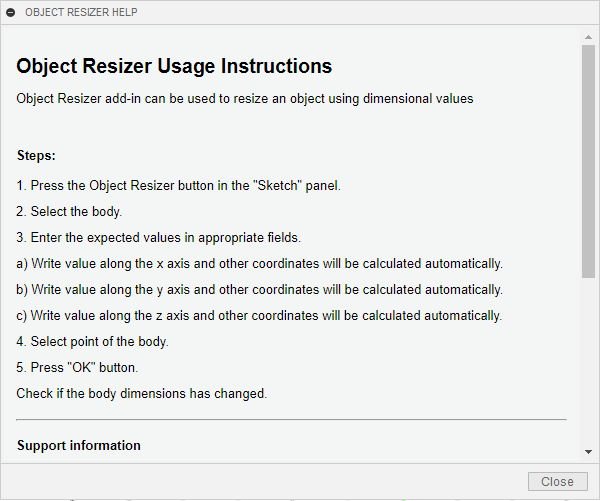 OBJECT RESIZER HELP
Object Resizer Usage Instructions
Object Resizer add-in can be used to resize an object using dimensional values
Steps:
1. Press the Object Resizer button in the "Sketch" panel.
2. Select the body.
3. Enter the expected values in appropriate fields.
a) Write value along the x axis and other coordinates will be calculated automatically.
b) Write value along the y axis and other coordinates will be calculated automatically.
c) Write value along the z axis and other coordinates will be calculated automatically.
4. Select point of the body.
5. Press "OK" button.
Check if the body dimensions has changed.
Support information
Close